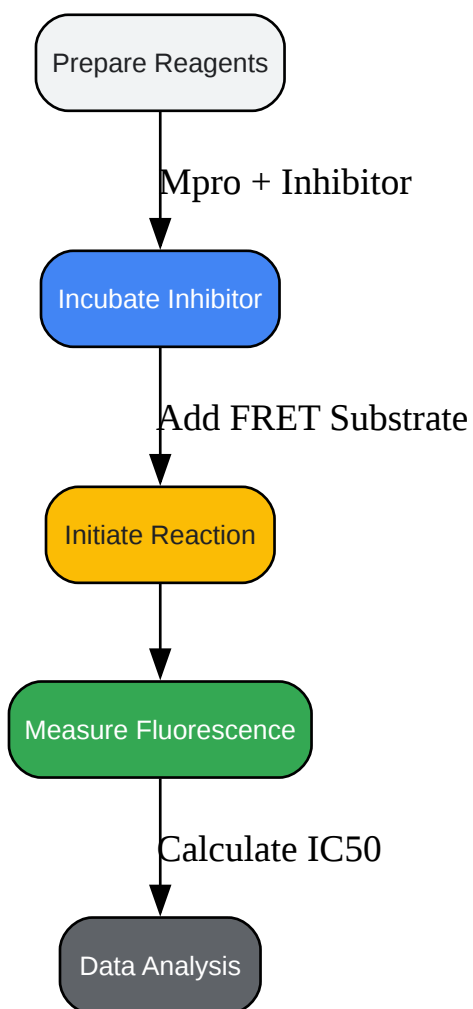 Prepare Reagents
Mpro + Inhibitor
Incubate Inhibitor
Add FRET Substrate
Initiate Reaction
Measure Fluorescence
Calculate IC50
Data Analysis